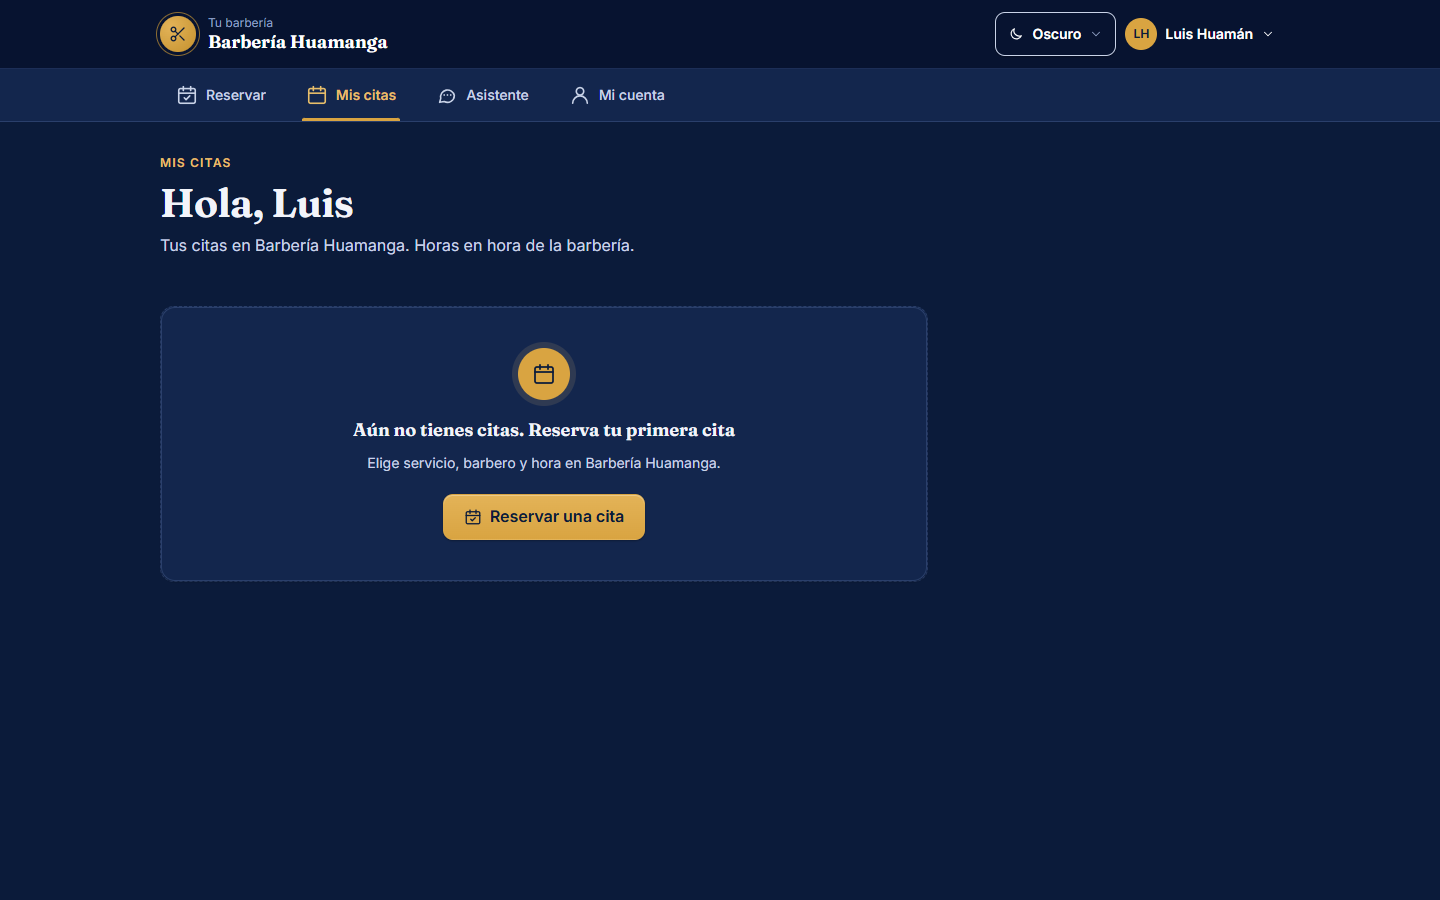 Tu barbería
Barbería Huamanga
Oscuro
LH
Luis Huamán
Reservar
Mis citas
Asistente
Mi cuenta
MIS CITAS
Hola, Luis
Tus citas en Barbería Huamanga. Horas en hora de la barbería.
Aún no tienes citas. Reserva tu primera cita
Elige servicio, barbero y hora en Barbería Huamanga.
Reservar una cita